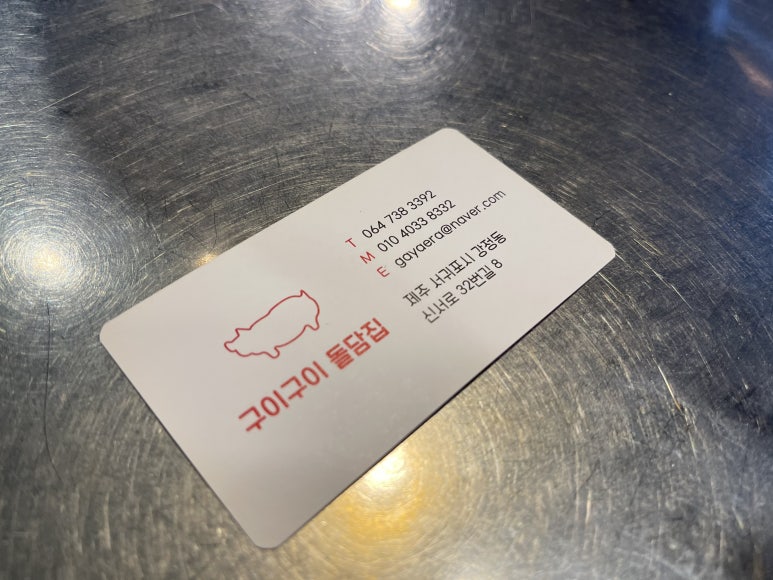 T 064 738 3392
M 010 4033 8332
E gayaera@naver.com
제주 서귀포시 강정동
신서로 32번길 8
구이구이 돌담집